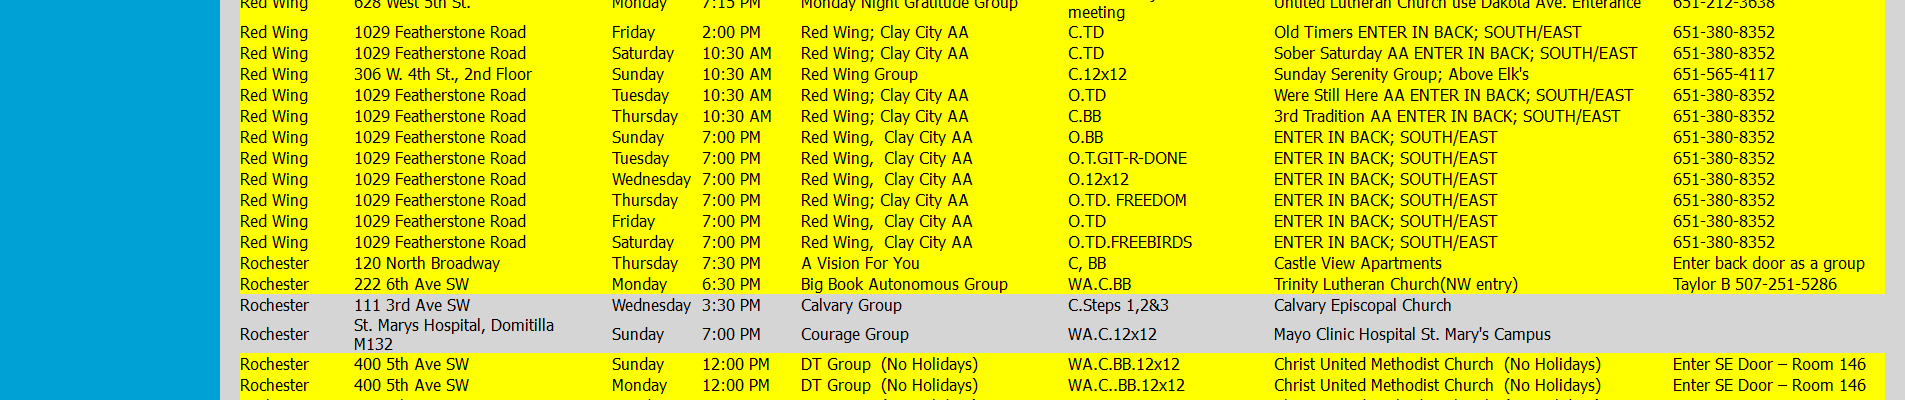 Red Wing 628 West 5th St. Monday 7:15 PM Monday Night Gratitude Group Untited Lutheran Church use Dakota Ave. Enterance 651-212-3638
meeting
Red Wing 1029 Featherstone Road Friday 2:00 PM Red Wing; Clay City AA C.TD Old Timers ENTER IN BACK; SOUTH/EAST 651-380-8352
Red Wing 1029 Featherstone Road Saturday 10:30 AM Red Wing; Clay City AA C.TD Sober Saturday AA ENTER IN BACK; SOUTH/EAST 651-380-8352
Red Wing 306 W. 4th St., 2nd Floor Sunday 10:30 AM Red Wing Group C.12x12 Sunday Serenity Group; Above Elk's 651-565-4117
Red Wing 1029 Featherstone Road Tuesday 10:30 AM Red Wing; Clay City AA O.TD Were Still Here AA ENTER IN BACK; SOUTH/EAST 651-380-8352
Red Wing 1029 Featherstone Road Thursday 10:30 AM Red Wing; Clay City AA C.BB 3rd Tradition AA ENTER IN BACK; SOUTH/EAST 651-380-8352
Red Wing 1029 Featherstone Road Sunday 7:00 PM Red Wing, Clay City AA O.BB ENTER IN BACK; SOUTH/EAST 651-380-8352
Red Wing 1029 Featherstone Road Tuesday 7:00 PM Red Wing, Clay City AA O.T.GIT-R-DONE ENTER IN BACK; SOUTH/EAST 651-380-8352
Red Wing 1029 Featherstone Road Wednesday 7:00 PM Red Wing, Clay City AA O.12x12 ENTER IN BACK; SOUTH/EAST 651-380-8352
Red Wing 1029 Featherstone Road Thursday 7:00 PM Red Wing; Clay City AA O.TD. FREEDOM ENTER IN BACK; SOUTH/EAST 651-380-8352
Red Wing 1029 Featherstone Road Friday 7:00 PM Red Wing, Clay City AA O.TD ENTER IN BACK; SOUTH/EAST 651-380-8352
Red Wing 1029 Featherstone Road Saturday 7:00 PM Red Wing, Clay City AA O.TD.FREEBIRDS ENTER IN BACK; SOUTH/EAST 651-380-8352
Rochester 120 North Broadway Thursday 7:30 PM A Vision For You C, BB Castle View Apartments Enter back door as a group
Rochester 222 6th Ave SW Monday 6:30 PM Big Book Autonomous Group WA.C.BB Trinity Lutheran Church(NW entry) Taylor B 507-251-5286
Rochester 111 3rd Ave SW Wednesday 3:30 PM Calvary Group C.Steps 1,2&3 Calvary Episcopal Church
Rochester St. Marys Hospital, Domitilla M132 Sunday 7:00 PM Courage Group WA.C.12x12 Mayo Clinic Hospital St. Mary's Campus
Rochester 400 5th Ave SW Sunday 12:00 PM DT Group (No Holidays) WA.C.BB.12x12 Christ United Methodist Church (No Holidays) Enter SE Door – Room 146
Rochester 400 5th Ave SW Monday 12:00 PM DT Group (No Holidays) WA.C..BB.12x12 Christ United Methodist Church (No Holidays) Enter SE Door – Room 146